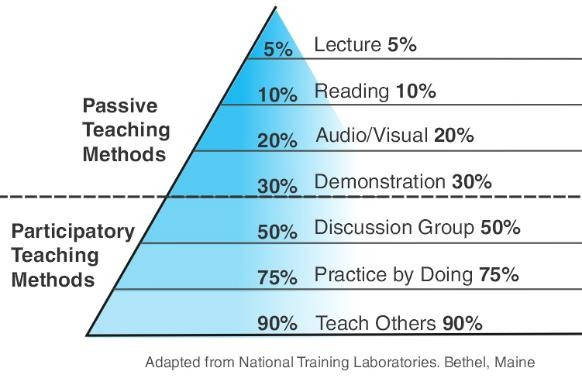 5% Lecture 5%
10% Reading 10%
Passive
Teaching
Methods
20% Audio/Visual 20%
30% Demonstration 30%
Participatory
Teaching
Methods
50% Discussion Group 50%
75% Practice by Doing 75%
90% Teach Others 90%
Adapted from National Training Laboratories. Bethel, Maine